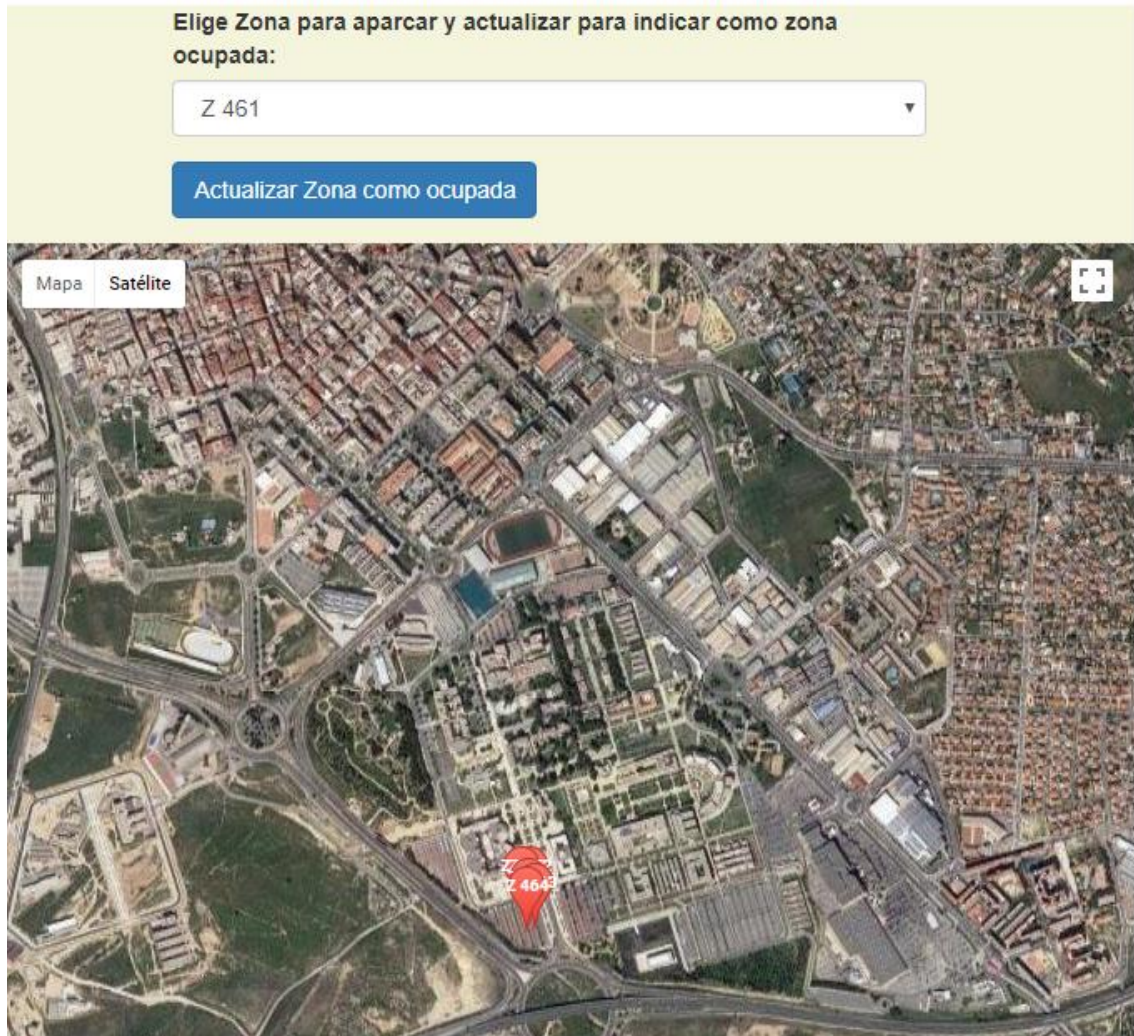 Elige Zona para aparcar y actualizar para indicar como zona
ocupada:
Z 461
Actualizar Zona como ocupada
Mapa Satélite
Z 464